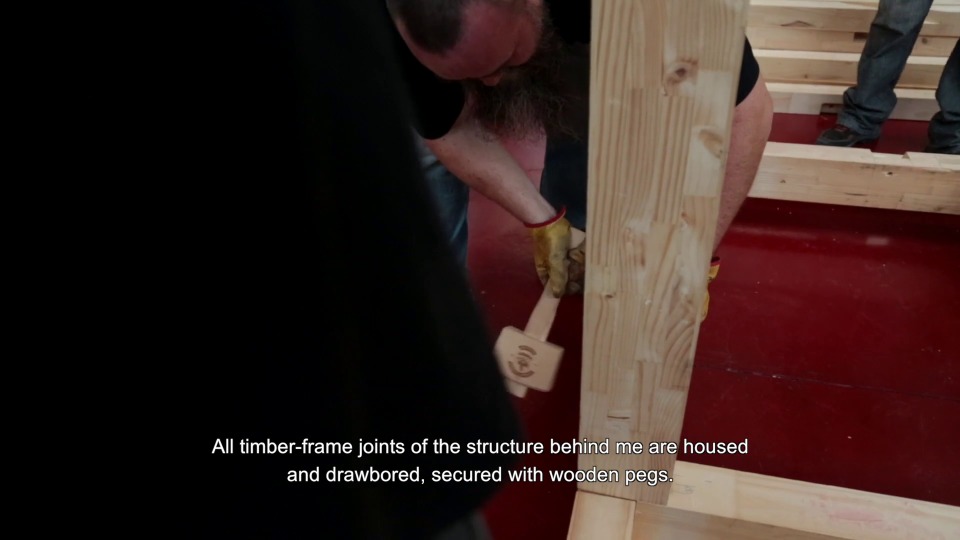 All timber-frame joints of the structure behind me are housed
and drawbored, secured with wooden pegs.